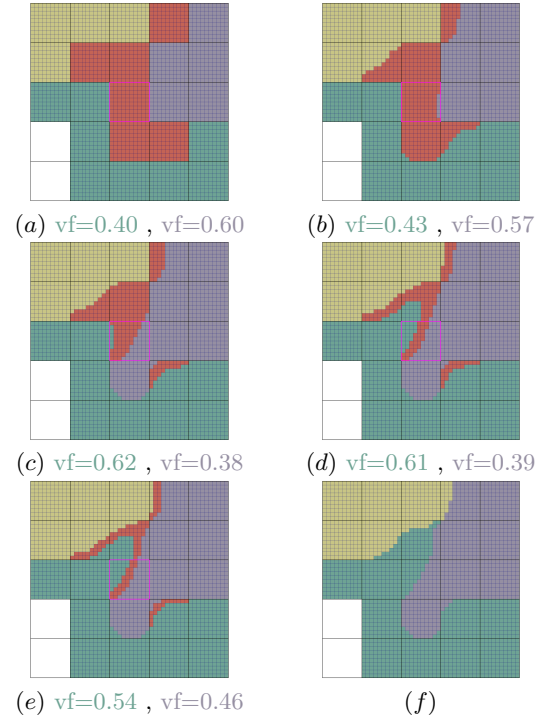 (a) vf=0.40 , vf=0.60
(b) vf=0.43 , vf=0.57
(c) vf=0.62 , vf=0.38
(d) vf=0.61 , vf=0.39
(e) vf=0.54 , vf=0.46
(f)